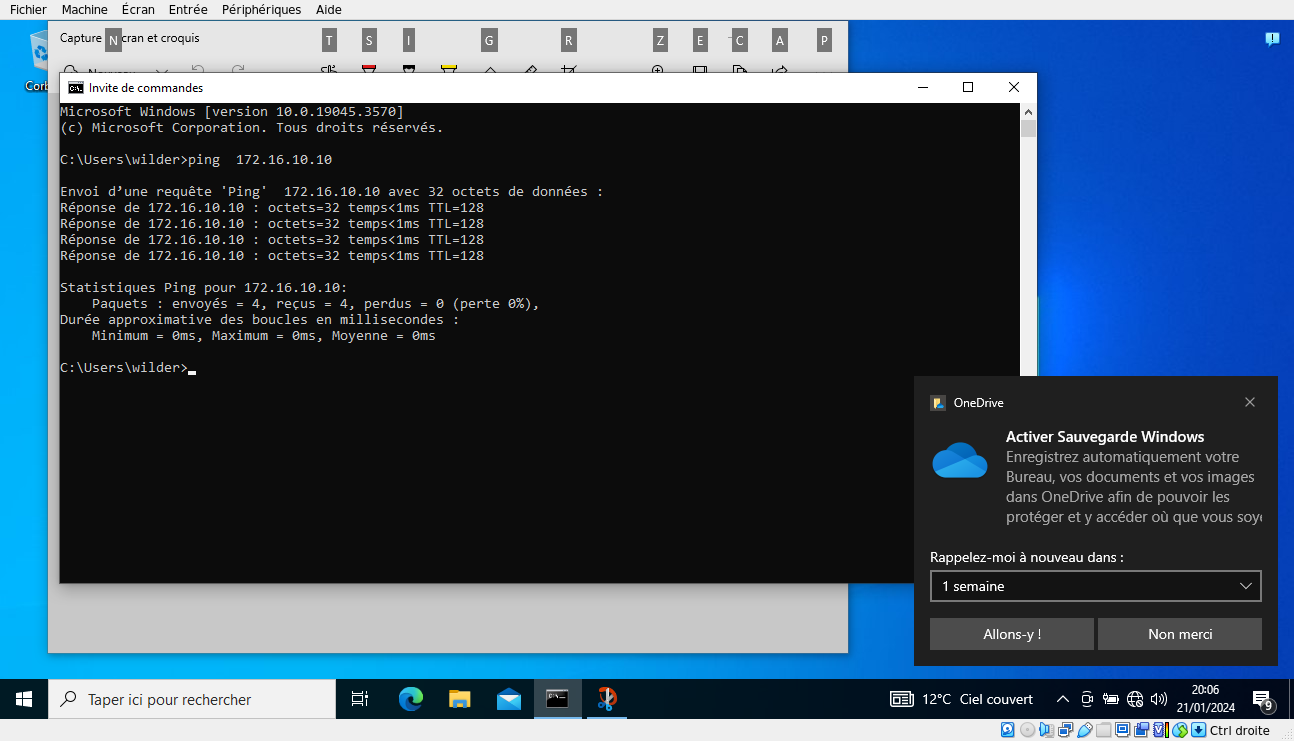 Fichier Machine Écran Entrée Périphériques Aide
Capture N cran et croquis T S I G R Z E C A P
Corb
Invite de commandes
Microsoft Windows [version 10.0.19045.3570]
(c) Microsoft Corporation. Tous droits réservés.
C:\Users\wilder>ping  172.16.10.10
Envoi d’une requête 'Ping'  172.16.10.10 avec 32 octets de données :
Réponse de 172.16.10.10 : octets=32 temps<1ms TTL=128
Réponse de 172.16.10.10 : octets=32 temps<1ms TTL=128
Réponse de 172.16.10.10 : octets=32 temps<1ms TTL=128
Réponse de 172.16.10.10 : octets=32 temps<1ms TTL=128
Statistiques Ping pour 172.16.10.10:
    Paquets : envoyés = 4, reçus = 4, perdus = 0 (perte 0%),
Durée approximative des boucles en millisecondes :
    Minimum = 0ms, Maximum = 0ms, Moyenne = 0ms
C:\Users\wilder>
OneDrive
Activer Sauvegarde Windows
Enregistrez automatiquement votre
Bureau, vos documents et vos images
dans OneDrive afin de pouvoir les
protéger et y accéder où que vous soye
Rappelez-moi à nouveau dans :
1 semaine
Allons-y ! Non merci
Taper ici pour rechercher
12°C Ciel couvert
20:06
21/01/2024
9
Ctrl droite